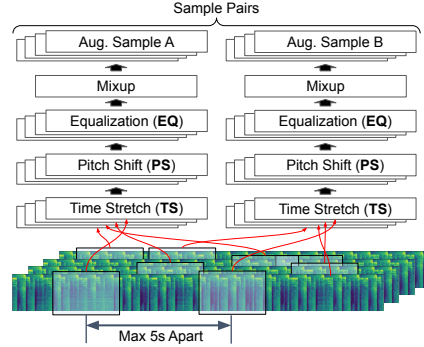 Sample Pairs
Aug. Sample A
Aug. Sample B
Mixup
Mixup
Equalization (EQ)
Equalization (EQ)
Pitch Shift (PS)
Pitch Shift (PS)
Time Stretch (TS)
Time Stretch (TS)
Max 5s Apart